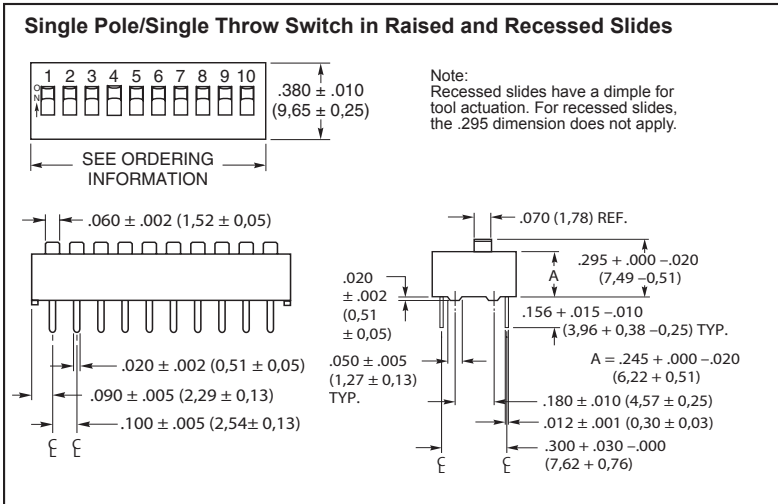 Single Pole/Single Throw Switch in Raised and Recessed Slides
1 2 3 4 5 6 7 8 9 10
O
N
.380 ± .010
(9,65 ± 0,25)
Note:
Recessed slides have a dimple for
tool actuation. For recessed slides,
the .295 dimension does not apply.
SEE ORDERING
INFORMATION
.060 ± .002 (1,52 ± 0,05)
.020 ± .002 (0,51 ± 0,05)
.090 ± .005 (2,29 ± 0,13)
.100 ± .005 (2,54± 0,13)
℄ ℄
.070 (1,78) REF.
A
.295 + .000 –.020
(7,49 –0,51)
.020
± .002
(0,51
± 0,05)
.156 + .015 –.010
(3,96 + 0,38 –0,25) TYP.
.050 ± .005
(1,27 ± 0,13)
TYP.
A = .245 + .000 –.020
(6,22 + 0,51)
.180 ± .010 (4,57 ± 0,25)
.012 ± .001 (0,30 ± 0,03)
.300 + .030 –.000
(7,62 + 0,76)
℄ ℄